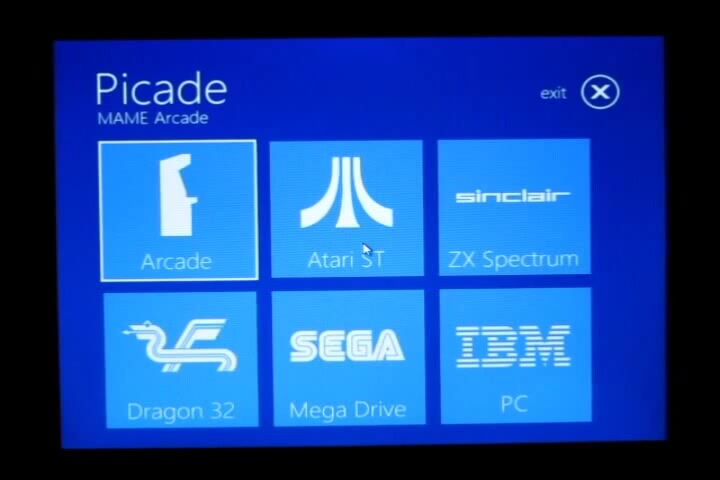 Picade
MAME Arcade
exit
Arcade
Atari ST
sinclair
ZX Spectrum
Dragon 32
SEGA
Mega Drive
IBM
PC